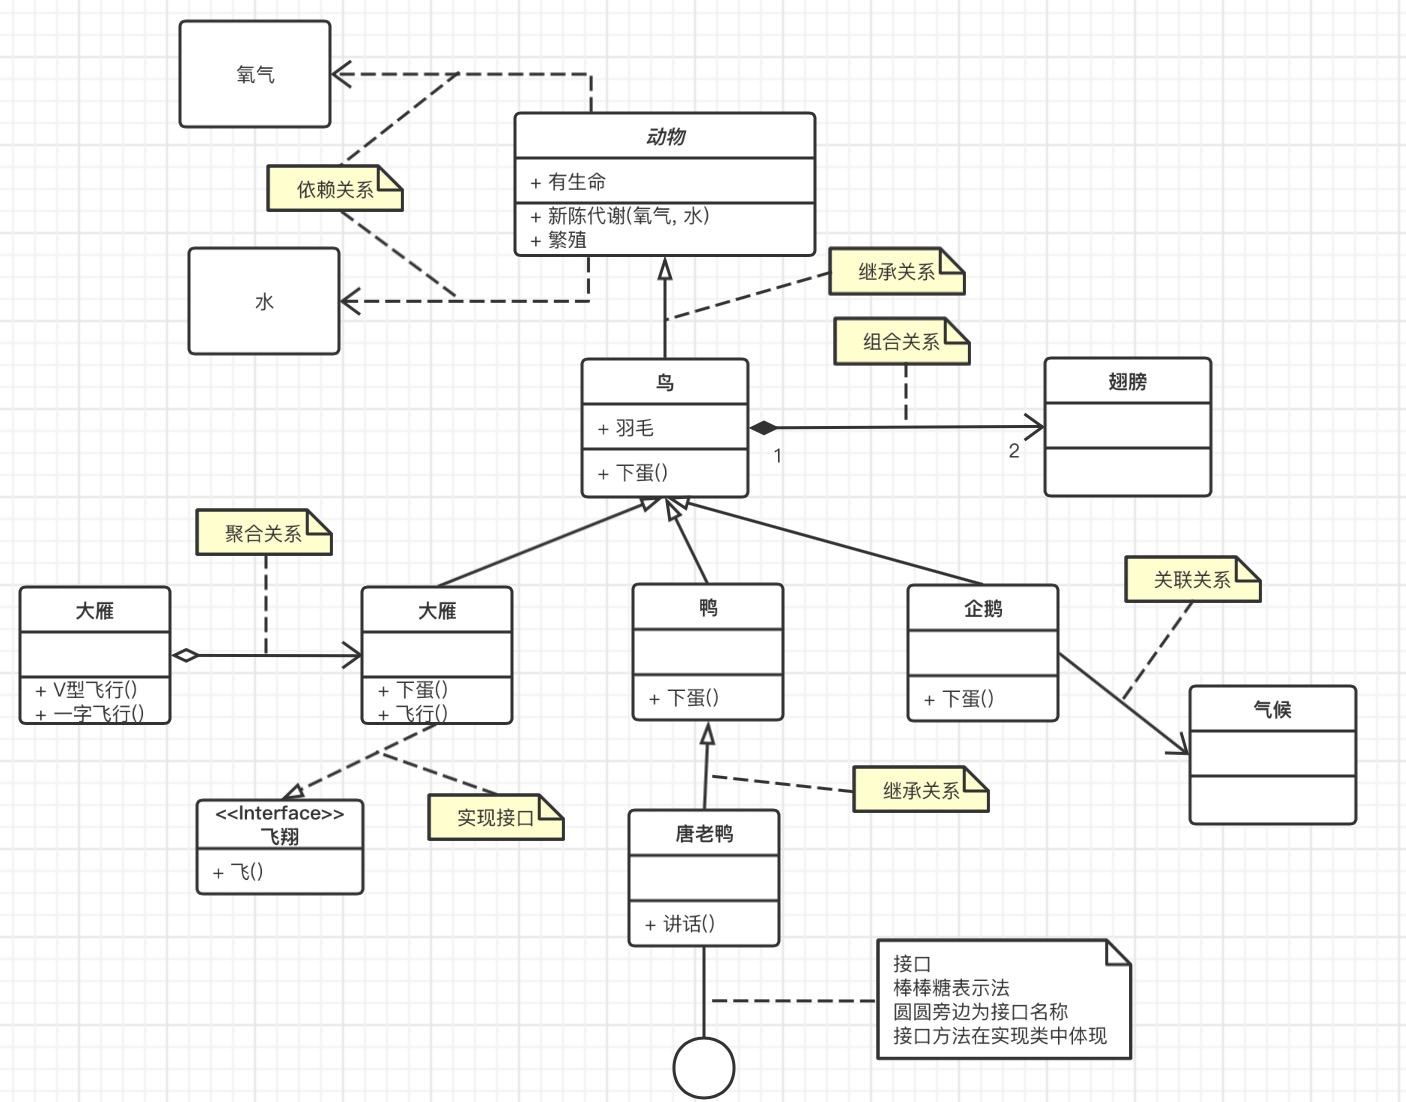 氧气
动物
+ 有生命
+ 新陈代谢(氧气, 水)
+ 繁殖
依赖关系
水
继承关系
组合关系
鸟
+ 羽毛
+ 下蛋()
1
2
翅膀
聚合关系
大雁
+ V型飞行()
+ 一字飞行()
大雁
+ 下蛋()
+ 飞行()
鸭
+ 下蛋()
企鹅
+ 下蛋()
关联关系
气候
<<Interface>>
飞翔
+ 飞()
实现接口
继承关系
唐老鸭
+ 讲话()
接口
棒棒糖表示法
圆圆旁边为接口名称
接口方法在实现类中体现